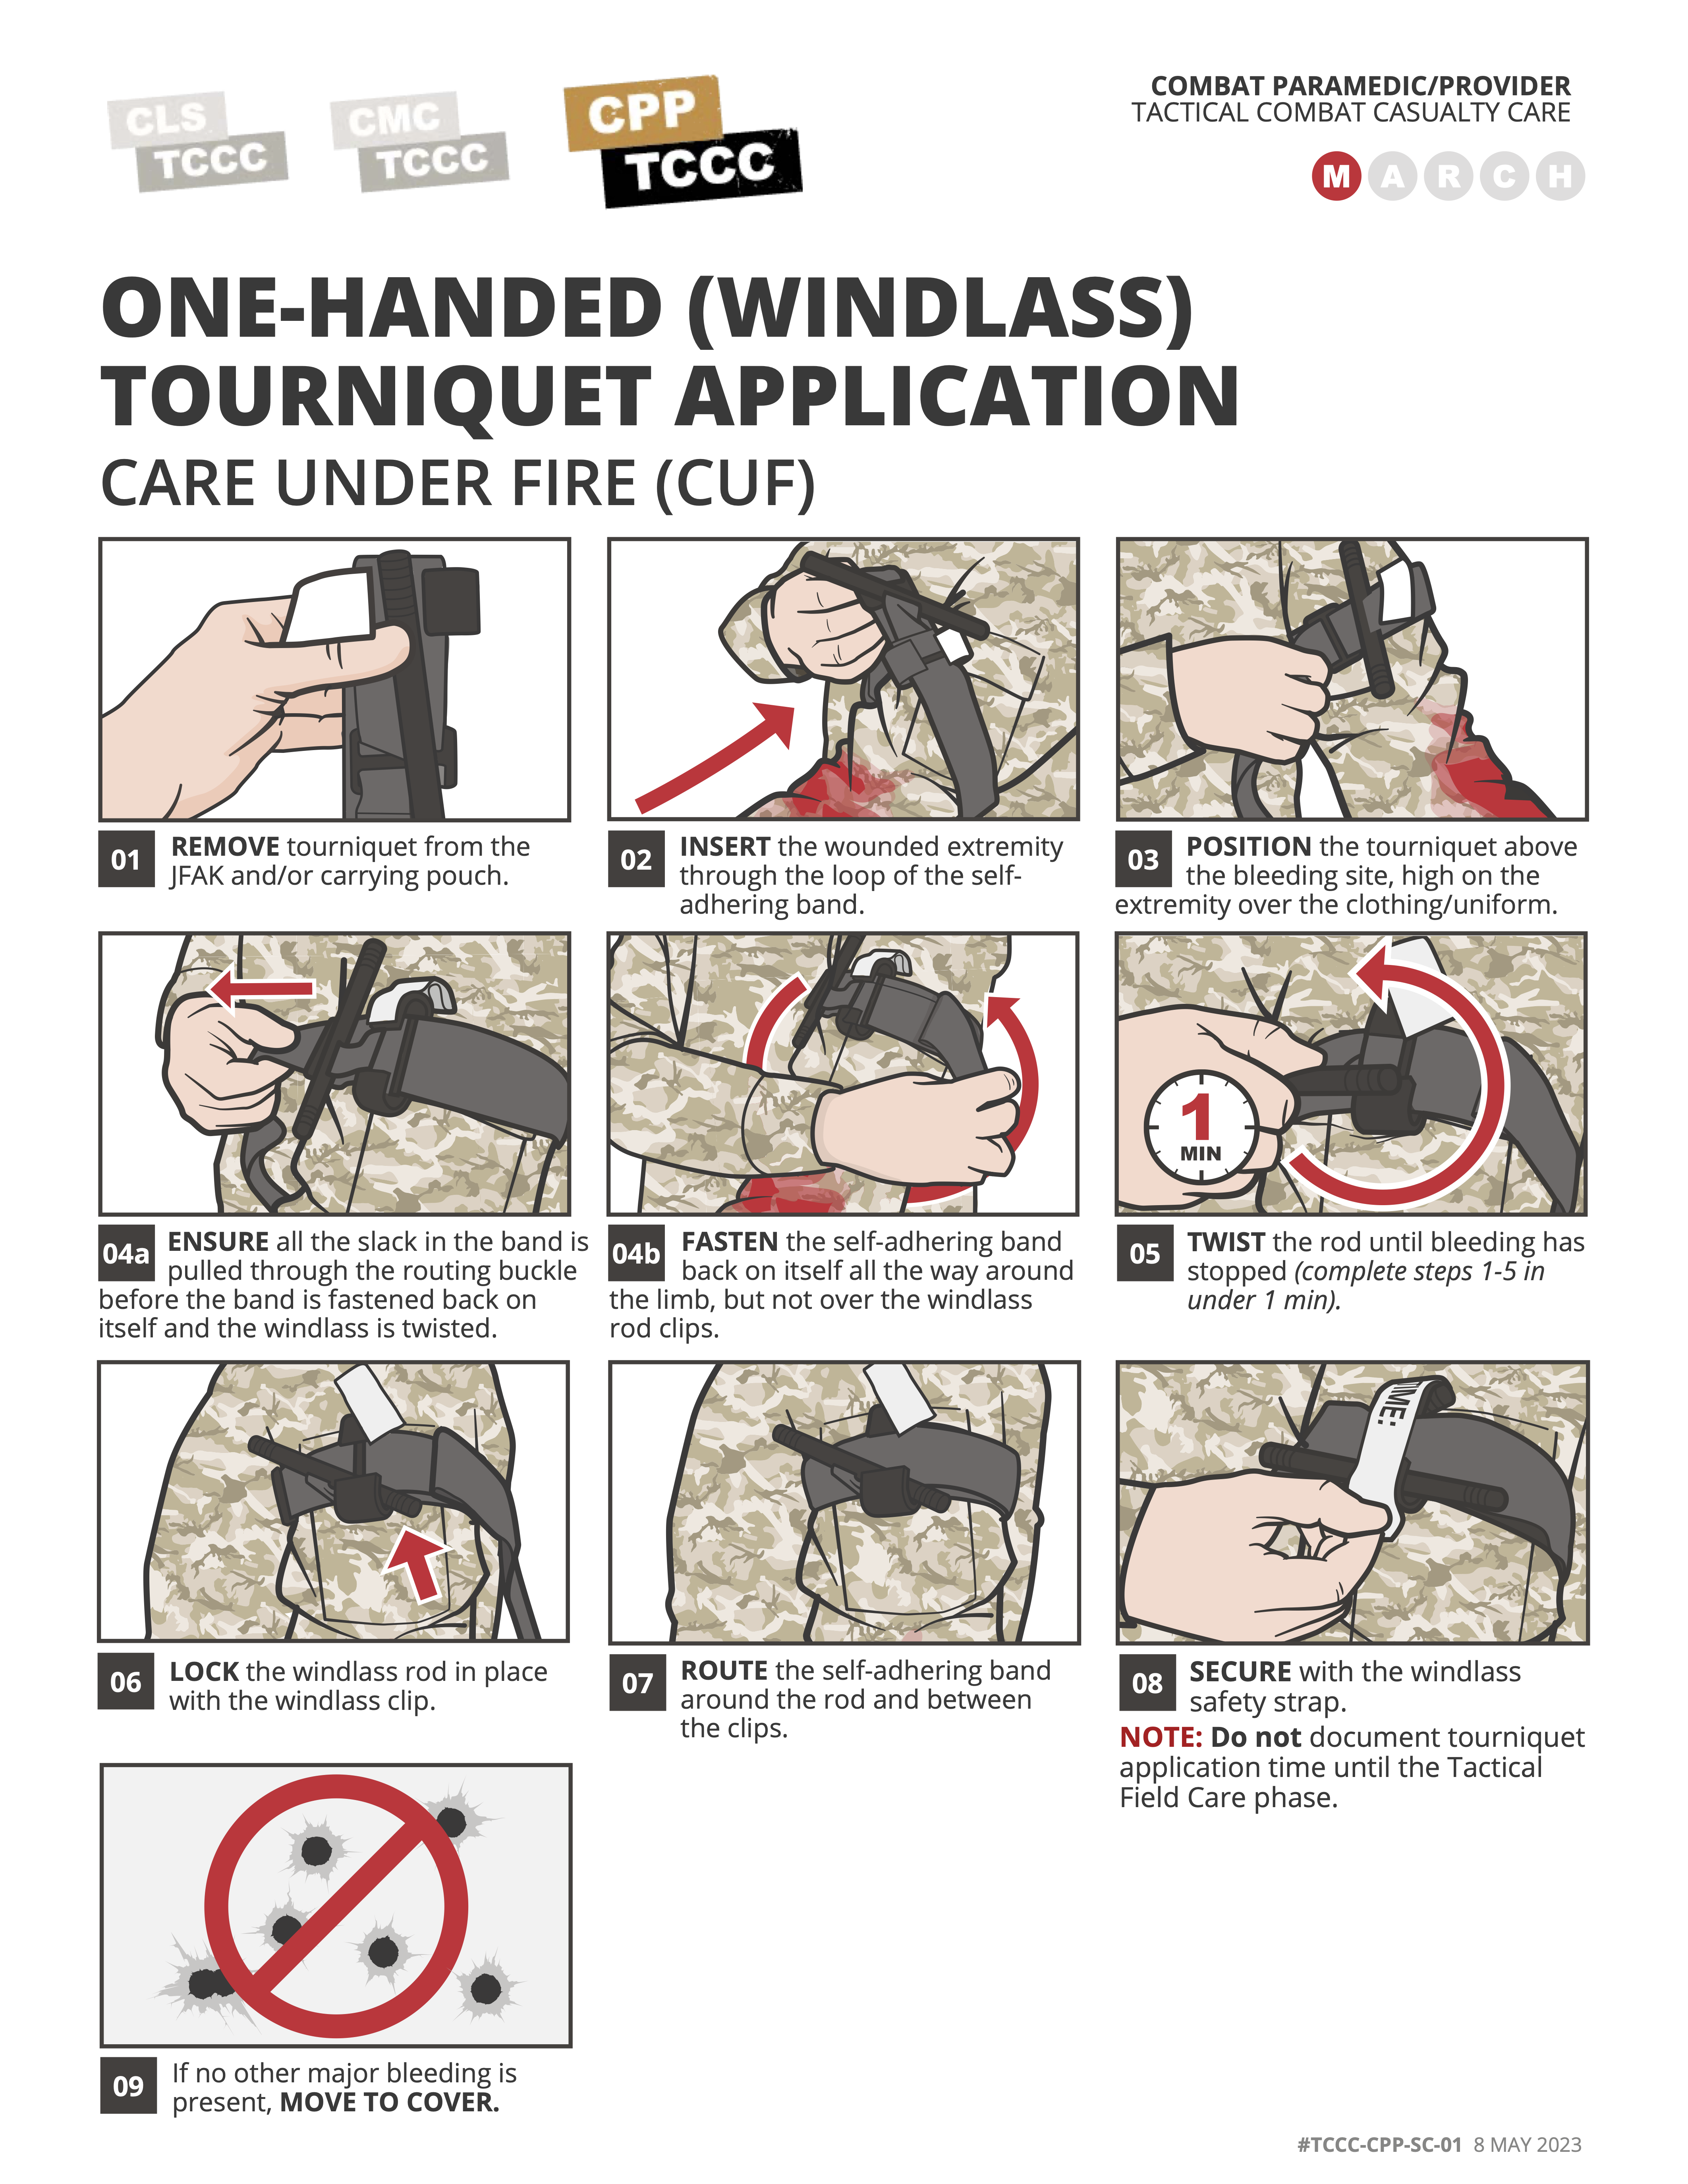 CLS
TCCC
CMC
TCCC
CPP
TCCC
COMBAT PARAMEDIC/PROVIDER
TACTICAL COMBAT CASUALTY CARE
M A R C H
ONE-HANDED (WINDLASS)
TOURNIQUET APPLICATION
CARE UNDER FIRE (CUF)
01 REMOVE tourniquet from the
JFAK and/or carrying pouch.
02 INSERT the wounded extremity
through the loop of the self-
adhering band.
03 POSITION the tourniquet above
the bleeding site, high on the
extremity over the clothing/uniform.
04a ENSURE all the slack in the band is
pulled through the routing buckle
before the band is fastened back on
itself and the windlass is twisted.
04b FASTEN the self-adhering band
back on itself all the way around
the limb, but not over the windlass
rod clips.
1
MIN
05 TWIST the rod until bleeding has
stopped (complete steps 1-5 in
under 1 min).
06 LOCK the windlass rod in place
with the windlass clip.
07 ROUTE the self-adhering band
around the rod and between
the clips.
TIME:
08 SECURE with the windlass
safety strap.
NOTE: Do not document tourniquet
application time until the Tactical
Field Care phase.
09 If no other major bleeding is
present, MOVE TO COVER.
#TCCC-CPP-SC-01 8 MAY 2023